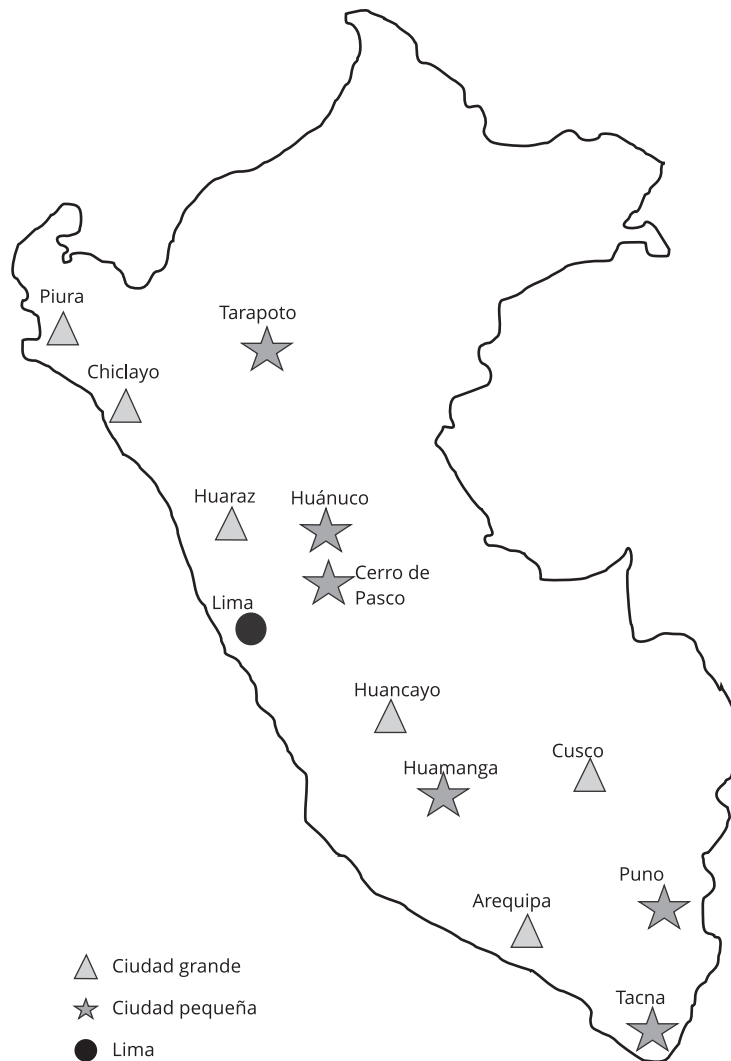 Piura
Tarapoto
Chiclayo
Huaraz
Huánuco
Cerro de
Pasco
Lima
Huancayo
Cusco
Huamanga
Puno
Arequipa
Ciudad grande
Tacna
Ciudad pequeña
Lima